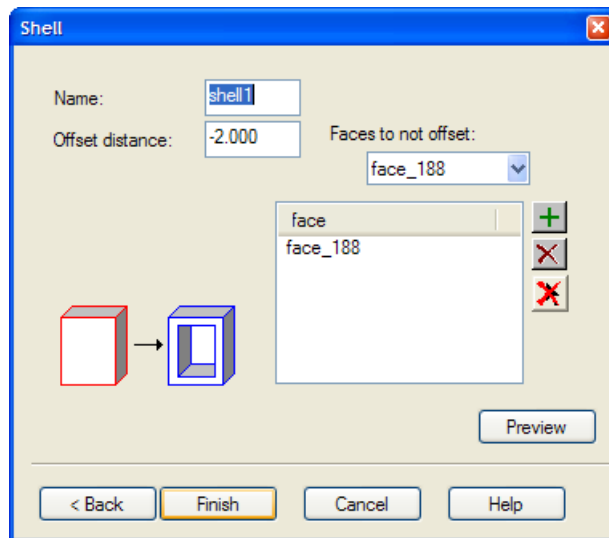 Shell
Name: shell1
Offset distance: -2.000
Faces to not offset:
face_188
face
face_188
Preview
< Back Finish Cancel Help